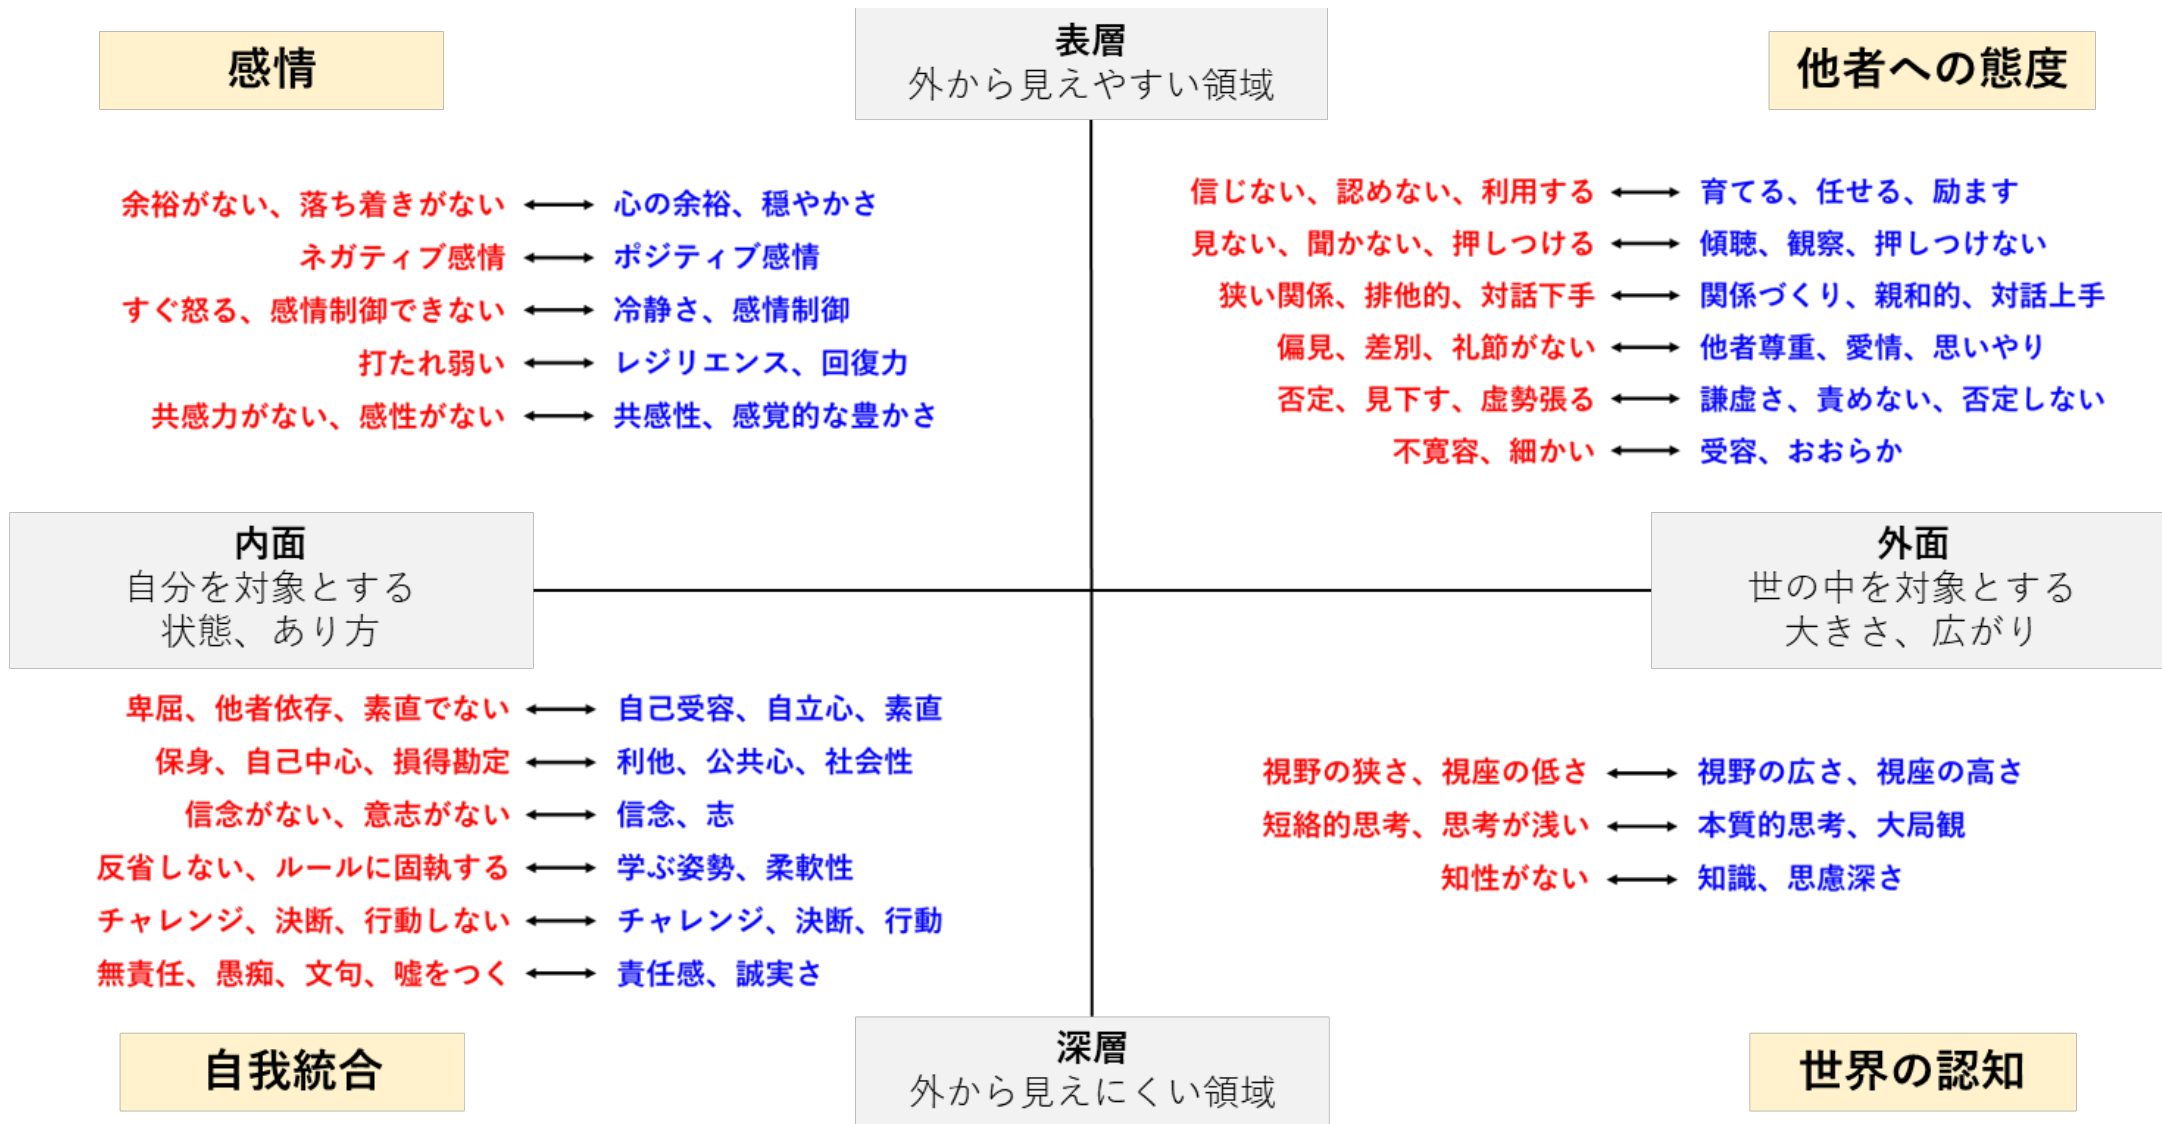 感情
表層
外から見えやすい領域
他者への態度
余裕がない、落ち着きがない ↔ 心の余裕、穏やかさ
ネガティブ感情 ↔ ポジティブ感情
すぐ怒る、感情制御できない ↔ 冷静さ、感情制御
打たれ弱い ↔ レジリエンス、回復力
共感力がない、感性がない ↔ 共感性、感覚的な豊かさ
信じない、認めない、利用する ↔ 育てる、任せる、励ます
見ない、聞かない、押しつける ↔ 傾聴、観察、押しつけない
狭い関係、排他的、対話下手 ↔ 関係づくり、親和的、対話上手
偏見、差別、礼節がない ↔ 他者尊重、愛情、思いやり
否定、見下す、虚勢張る ↔ 謙虚さ、責めない、否定しない
不寛容、細かい ↔ 受容、おおらか
内面
自分を対象とする
状態、あり方
外面
世の中を対象とする
大きさ、広がり
卑屈、他者依存、素直でない ↔ 自己受容、自立心、素直
保身、自己中心、損得勘定 ↔ 利他、公共心、社会性
信念がない、意志がない ↔ 信念、志
反省しない、ルールに固執する ↔ 学ぶ姿勢、柔軟性
チャレンジ、決断、行動しない ↔ チャレンジ、決断、行動
無責任、愚痴、文句、嘘をつく ↔ 責任感、誠実さ
視野の狭さ、視座の低さ ↔ 視野の広さ、視座の高さ
短絡的思考、思考が浅い ↔ 本質的思考、大局観
知性がない ↔ 知識、思慮深さ
自我統合
深層
外から見えにくい領域
世界の認知